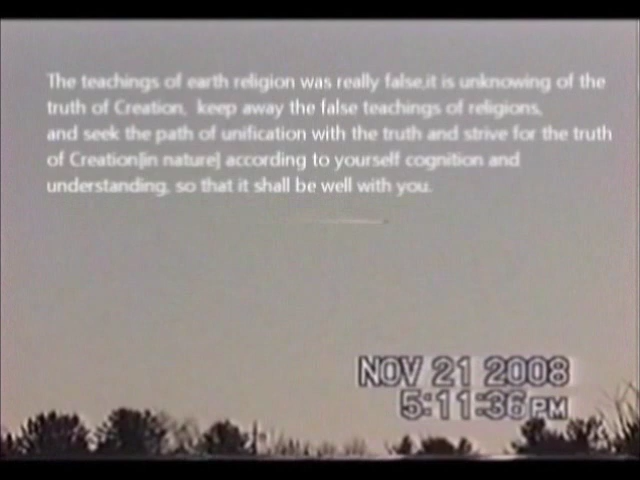 The teachings of earth religion was really false,it is unknowing of the
truth of Creation,  keep away the false teachings of religions,
and seek the path of unification with the truth and strive for the truth
of Creation[in nature] according to yourself cognition and
understanding, so that it shall be well with you.
NOV 21 2008
5:11:36 PM